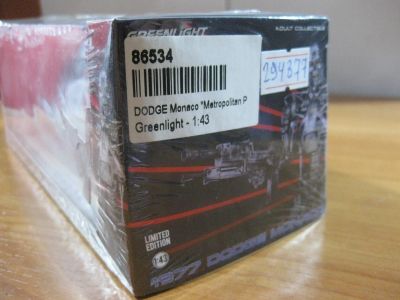 GREENLIGHT
ADULT COLLECTIBLE
86534
294877
DODGE Monaco "Metropolitan P
Greenlight - 1:43
LIMITED
EDITION
1:43
1977 DODGE MONACO